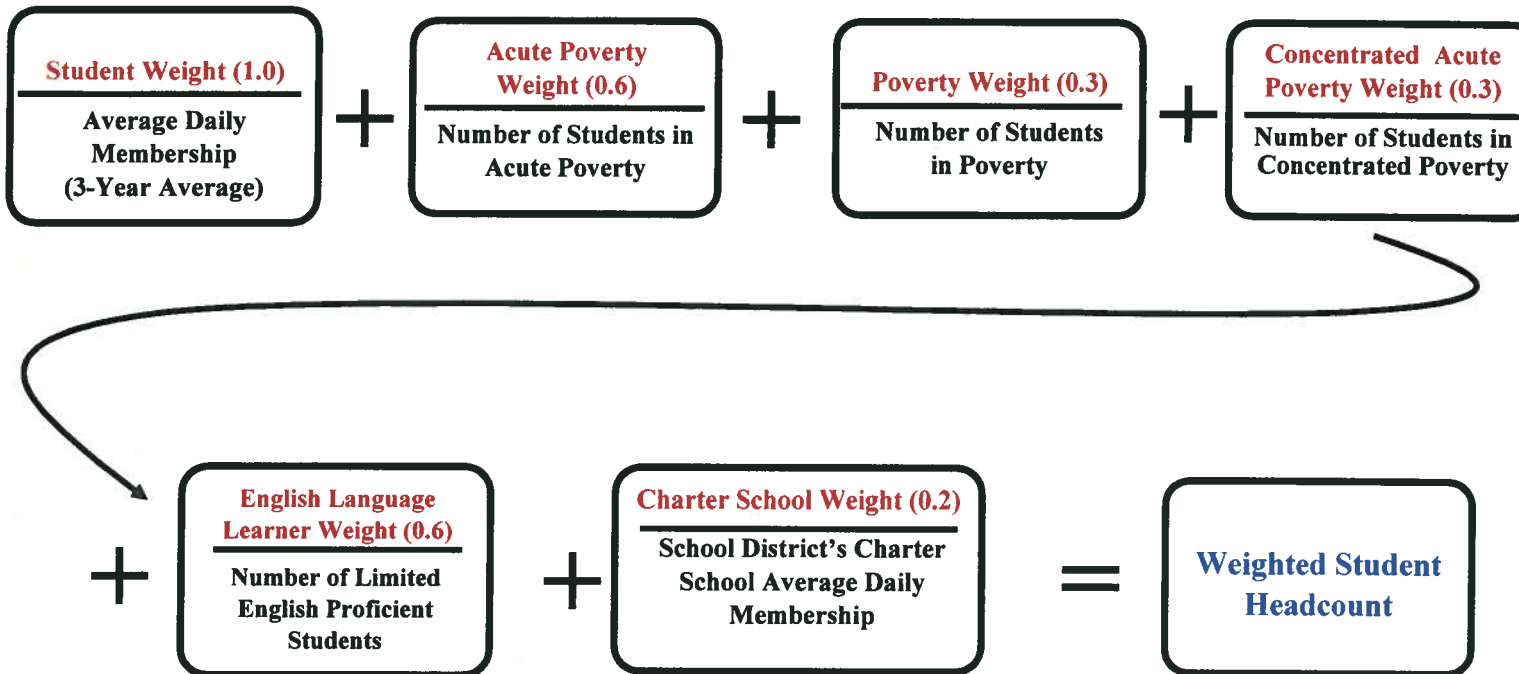 Student Weight (1.0)
Average Daily
Membership
(3-Year Average)
+
Acute Poverty
Weight (0.6)
Number of Students in
Acute Poverty
+
Poverty Weight (0.3)
Number of Students
in Poverty
+
Concentrated Acute
Poverty Weight (0.3)
Number of Students in
Concentrated Poverty
+
English Language
Learner Weight (0.6)
Number of Limited
English Proficient
Students
+
Charter School Weight (0.2)
School District's Charter
School Average Daily
Membership
=
Weighted Student
Headcount